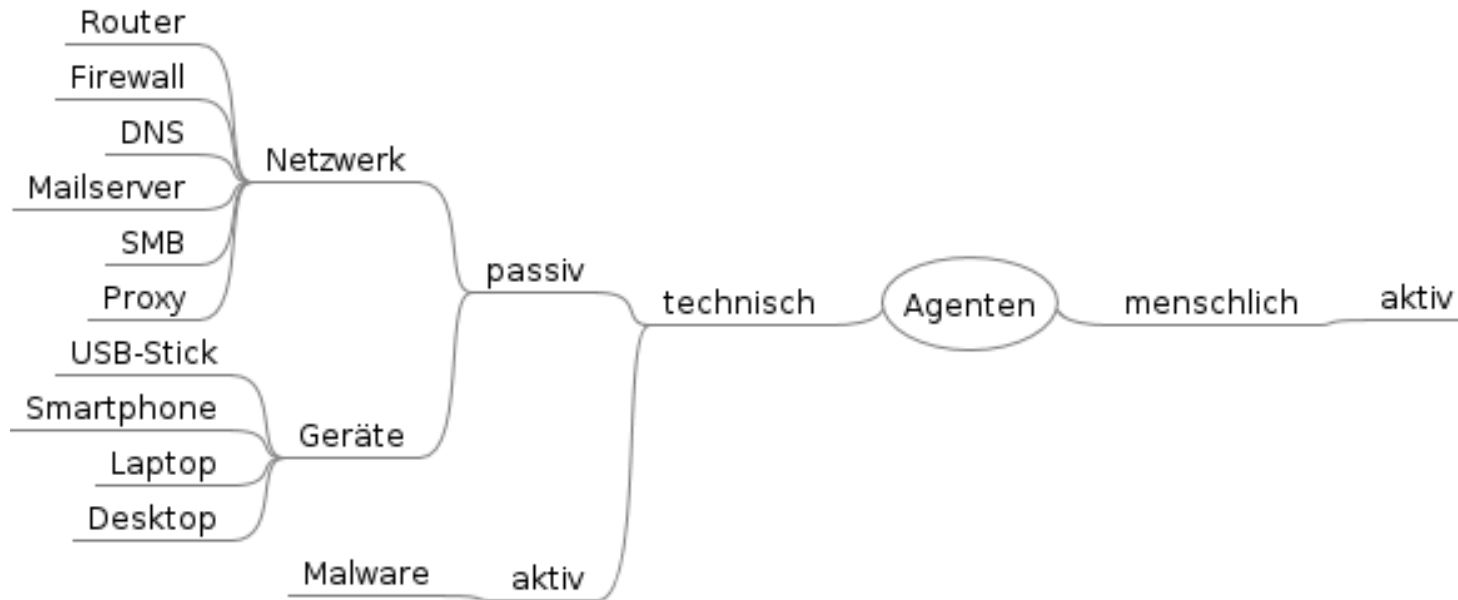 Router
Firewall
DNS
Mailserver
SMB
Proxy
Netzwerk
USB-Stick
Smartphone
Laptop
Desktop
Geräte
passiv
Malware
aktiv
technisch
Agenten
menschlich
aktiv